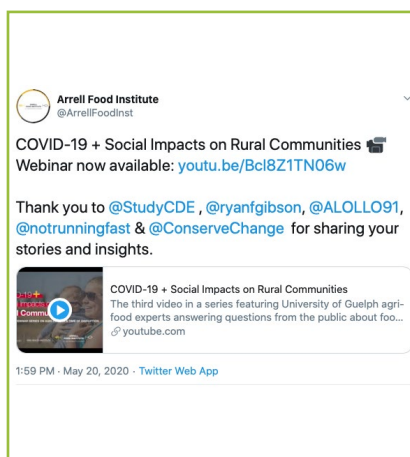 Arrell Food Institute
@ArrellFoodInst
COVID-19 + Social Impacts on Rural Communities
Webinar now available: youtu.be/Bcl8Z1TN06w
Thank you to @StudyCDE , @ryanfgibson, @ALOLLO91,
@notrunningfast & @ConserveChange for sharing your
stories and insights.
COVID-19 + Social Impacts on Rural Communities
The third video in a series featuring University of Guelph agri-
food experts answering questions from the public about foo...
youtube.com
1:59 PM · May 20, 2020 · Twitter Web App